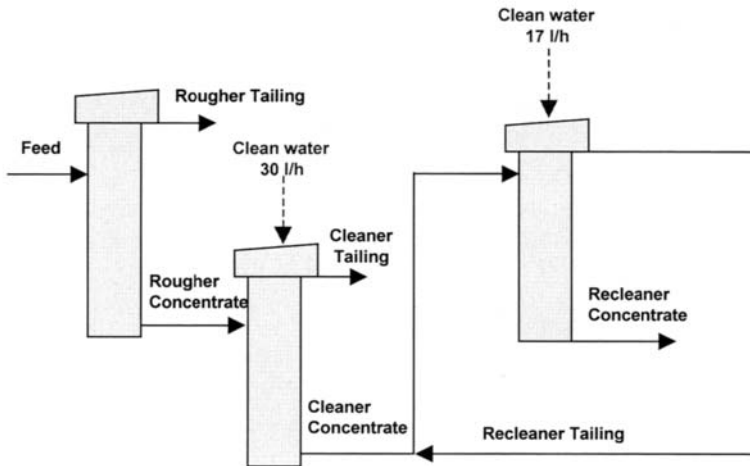 Clean water
17 l/h
Rougher Tailing
Feed
Clean water
30 l/h
Cleaner
Tailing
Rougher
Concentrate
Recleaner
Concentrate
Cleaner
Concentrate
Recleaner Tailing